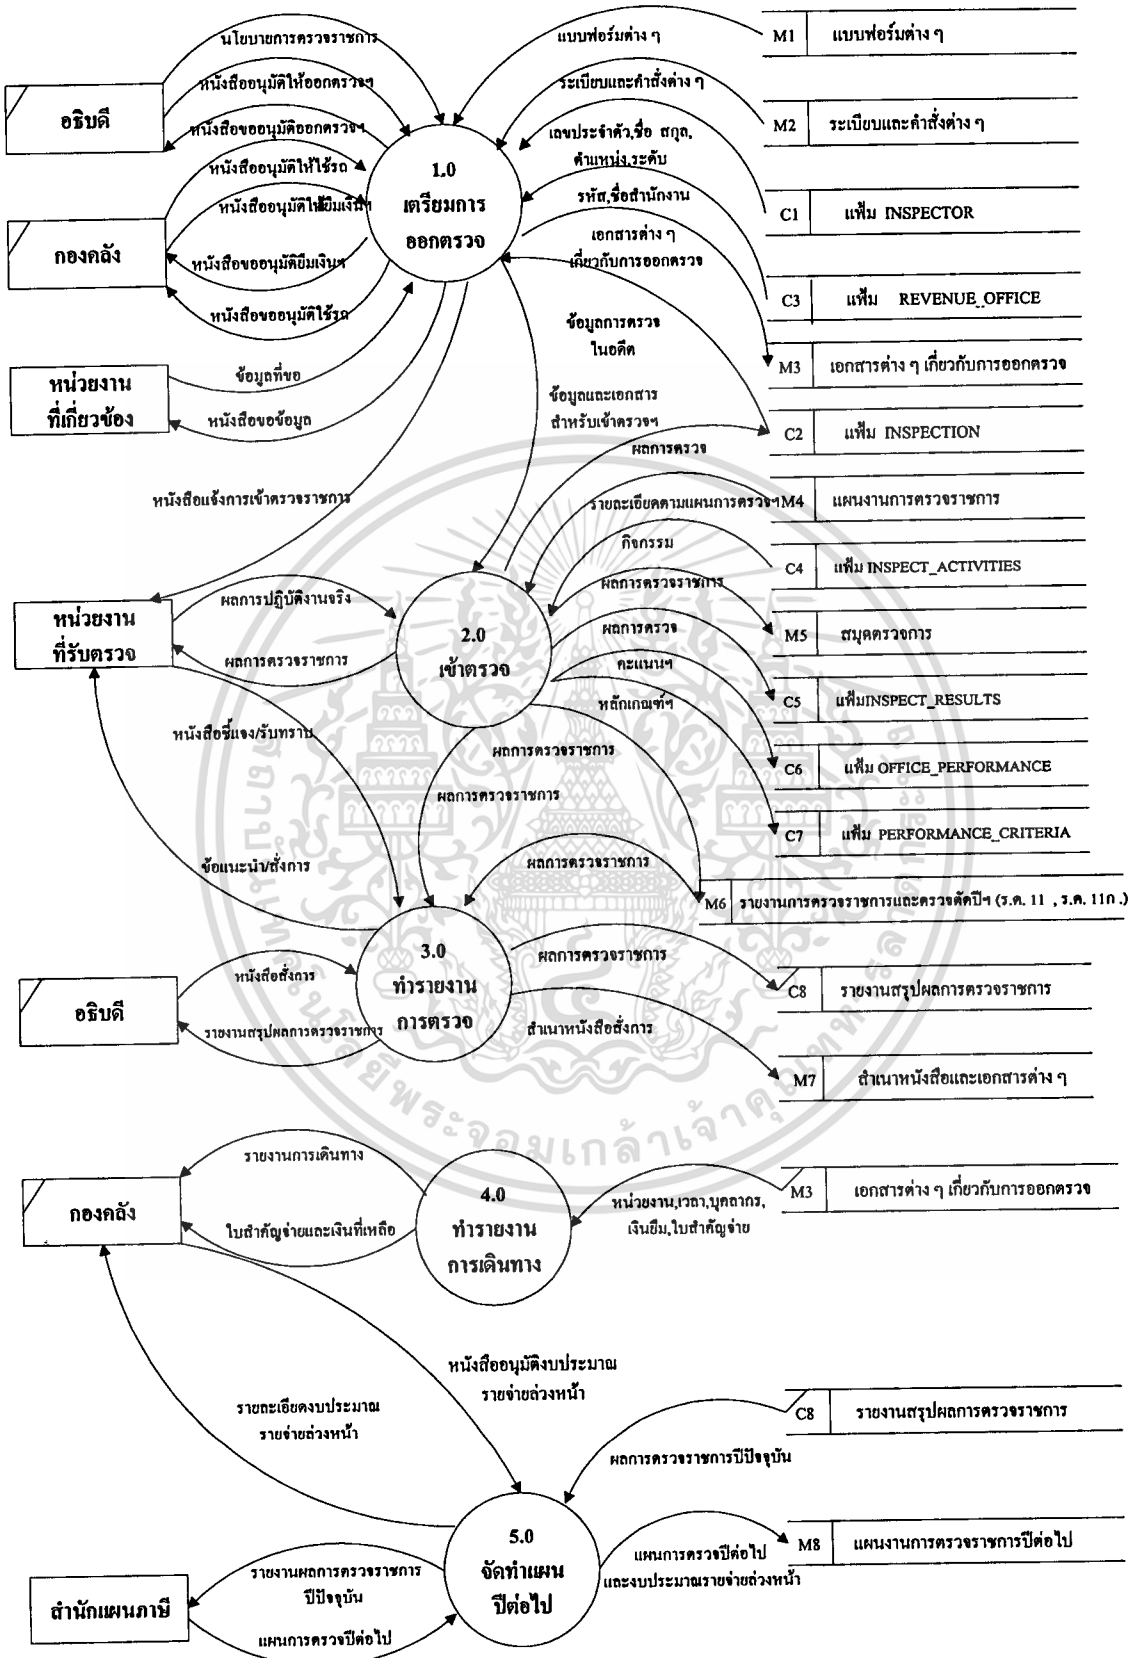 นโยบายการตรวจราชการ
แบบฟอร์มต่าง ๆ
M1 แบบฟอร์มต่าง ๆ
หนังสืออนุมัติให้ออกตรวจฯ
ระเบียบและคำสั่งต่าง ๆ
อธิบดี
หนังสือขออนุมัติออกตรวจฯ
M2 ระเบียบและคำสั่งต่าง ๆ
เลขประจำตัว,ชื่อ สกุล,
ตำแหน่ง,ระดับ
1.0
เตรียมการ
ออกตรวจ
หนังสืออนุมัติให้ใช้รถ
รหัส,ชื่อสำนักงาน
หนังสืออนุมัติให้ยืมเงินฯ
C1 แฟ้ม INSPECTOR
กองคลัง
เอกสารต่าง ๆ
เกี่ยวกับการออกตรวจ
หนังสือขออนุมัติยืมเงินฯ
C3 แฟ้ม REVENUE_OFFICE
หนังสือขออนุมัติใช้รถ
ข้อมูลการตรวจ
ในอดีต
M3 เอกสารต่าง ๆ เกี่ยวกับการออกตรวจ
หน่วยงาน
ที่เกี่ยวข้อง
ข้อมูลที่ขอ
หนังสือขอข้อมูล
ข้อมูลและเอกสาร
สำหรับเข้าตรวจฯ
C2 แฟ้ม INSPECTION
ผลการตรวจ
หนังสือแจ้งการเข้าตรวจราชการ
รายละเอียดตามแผนการตรวจฯ
M4 แผนงานการตรวจราชการ
กิจกรรม
C4 แฟ้ม INSPECT_ACTIVITIES
ผลการตรวจราชการ
ผลการปฏิบัติงานจริง
หน่วยงาน
ที่รับตรวจ
2.0
เข้าตรวจ
ผลการตรวจ
M5 สมุดตรวจการ
ผลการตรวจราชการ
คะแนนฯ
หลักเกณฑ์ฯ
C5 แฟ้มINSPECT_RESULTS
หนังสือชี้แจง/รับทราบ
ผลการตรวจราชการ
C6 แฟ้ม OFFICE_PERFORMANCE
ผลการตรวจราชการ
C7 แฟ้ม PERFORMANCE_CRITERIA
ข้อแนะนำ/สั่งการ
ผลการตรวจราชการ
M6 รายงานการตรวจราชการและตรวจตัดปีฯ (ร.ต. 11 , ร.ต. 11ก .)
3.0
ทำรายงาน
การตรวจ
ผลการตรวจราชการ
หนังสือสั่งการ
C8 รายงานสรุปผลการตรวจราชการ
อธิบดี
รายงานสรุปผลการตรวจราชการ
สำเนาหนังสือสั่งการ
M7 สำเนาหนังสือและเอกสารต่าง ๆ
สถาบันเทคโนโลยีพระจอมเกล้าเจ้าคุณทหารลาดกระบัง
รายงานการเดินทาง
กองคลัง
4.0
ทำรายงาน
การเดินทาง
หน่วยงาน,เวลา,บุคลากร,
เงินยืม,ใบสำคัญจ่าย
M3 เอกสารต่าง ๆ เกี่ยวกับการออกตรวจ
ใบสำคัญจ่ายและเงินที่เหลือ
หนังสืออนุมัติงบประมาณ
รายจ่ายล่วงหน้า
รายละเอียดงบประมาณ
รายจ่ายล่วงหน้า
C8 รายงานสรุปผลการตรวจราชการ
ผลการตรวจราชการปีปัจจุบัน
5.0
จัดทำแผน
ปีต่อไป
แผนการตรวจปีต่อไป
และงบประมาณรายจ่ายล่วงหน้า
M8 แผนงานการตรวจราชการปีต่อไป
รายงานผลการตรวจราชการ
ปีปัจจุบัน
สำนักแผนภาษี
แผนการตรวจปีต่อไป